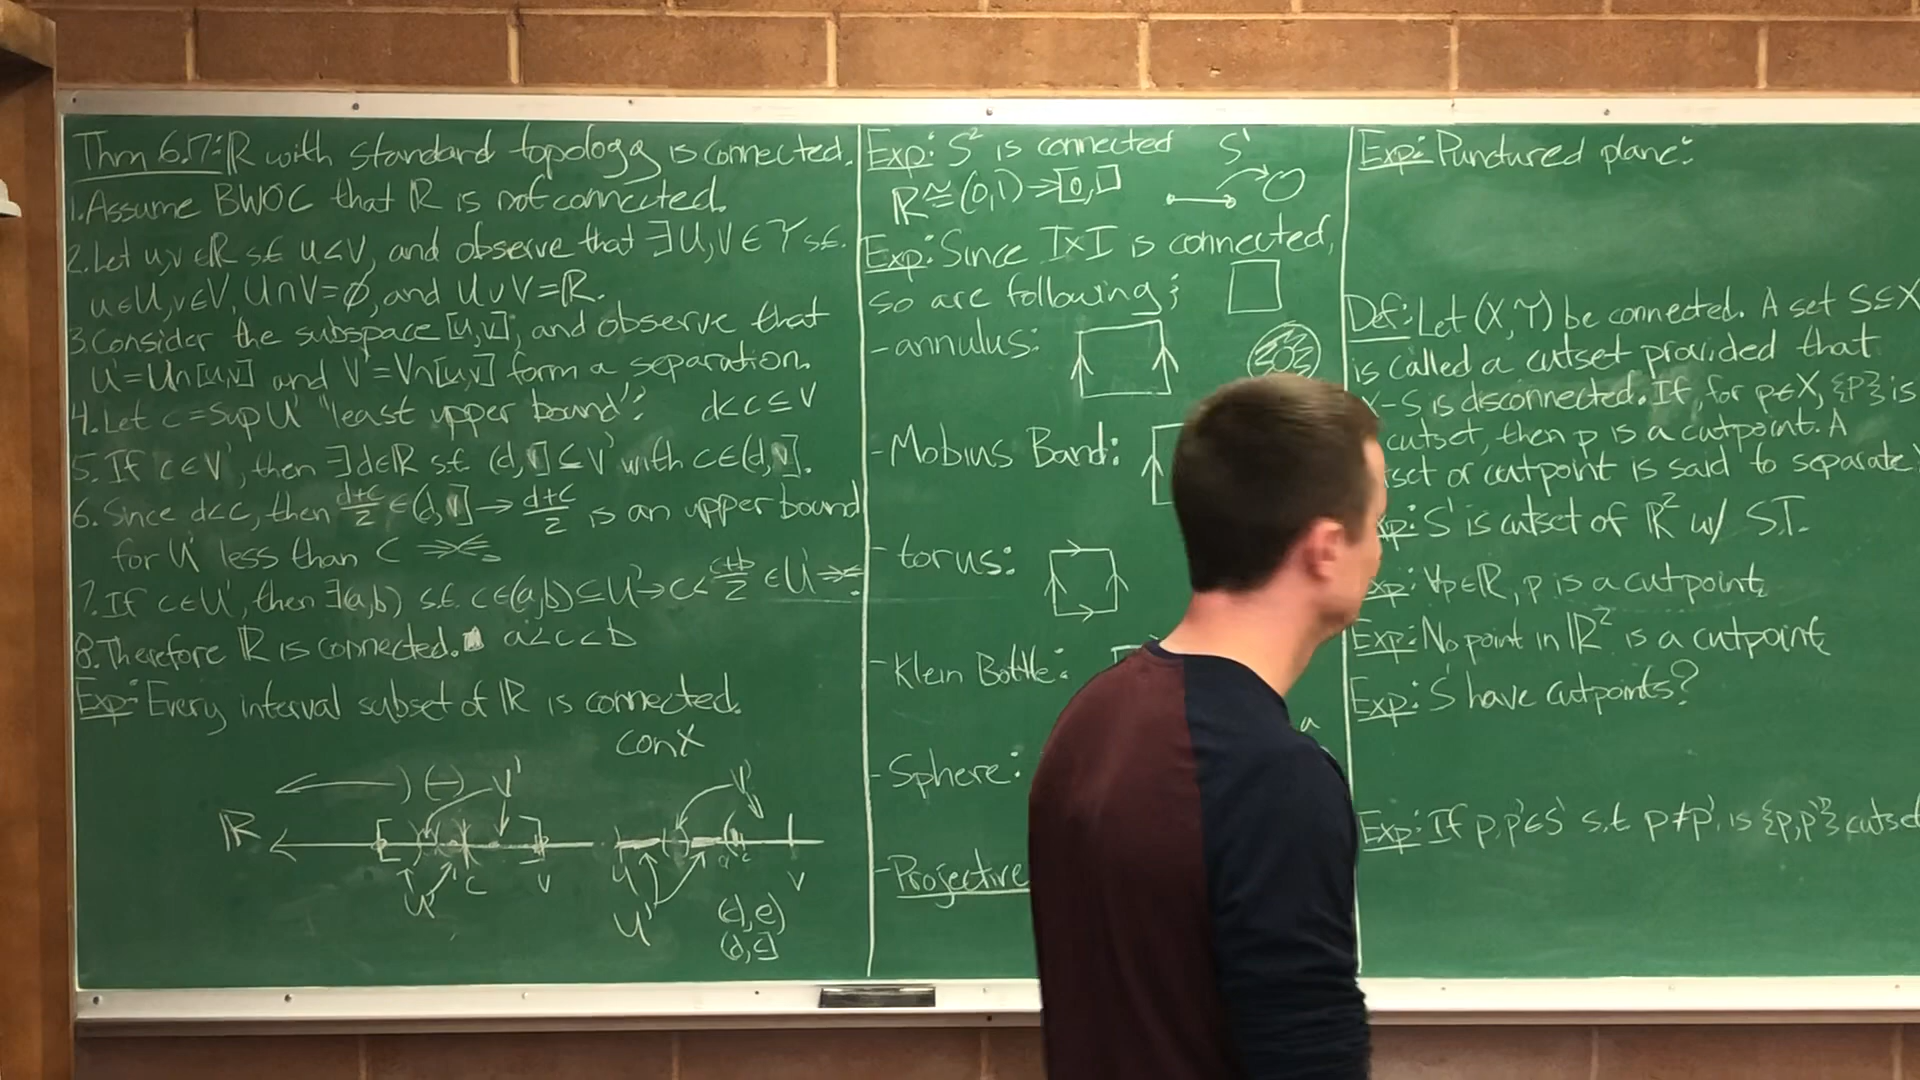 Thm 6.7: ℝ with standard topology is connected.
1. Assume BWOC that ℝ is not connected.
2. Let u,v ∈ ℝ s.t. u < v, and observe that ∃ U,V ∈ Υ s.t.
u ∈ U, v ∈ V, U ∩ V = ∅, and U ∪ V = ℝ.
3. Consider the subspace [u,v], and observe that
U' = U ∩ [u,v] and V' = V ∩ [u,v] form a separation.
4. Let c = sup U' "least upper bound". d < c ≤ v
5. If c ∈ V', then ∃ d ∈ ℝ s.t. (d, ] ⊆ V' with c ∈ (d, ].
6. Since d < c, then (d+c)/2 ∈ (d, ] → (d+c)/2 is an upper bound
for U' less than c ⇒⇐.
7. If c ∈ U', then ∃ (a,b) s.t. c ∈ (a,b) ⊆ U' → c < (c+b)/2 ∈ U' ⇒⇐.
8. Therefore ℝ is connected. ■ a < c < b
Exp: Every interval subset of ℝ is connected.
conX
) (–) V' V'
ℝ [ ] ( )
U' c v U' v
U'
(d,e)
(d,c]
Exp: S² is connected S¹
ℝ ≅ (0,1) → [0,
Exp: Since I×I is connected,
so are following;
- annulus:
- Mobius Band:
- torus:
- Klein Bottle:
a
- Sphere:
- Projective
Exp: Punctured plane:
Def: Let (X,Υ) be connected. A set S ⊆ X
is called a cutset provided that
X-S is disconnected. If, for p ∈ X, {p} is
cutset, then p is a cutpoint. A
or cutpoint is said to separate
Exp: S¹ is cutset of ℝ² w/ S.T.
Exp: ∀p ∈ ℝ, p is a cutpoint
Exp: No point in ℝ² is a cutpoint
Exp: S¹ have cutpoints?
Exp: If p,p' ∈ S¹ s.t. p ≠ p', is {p,p'} cutset